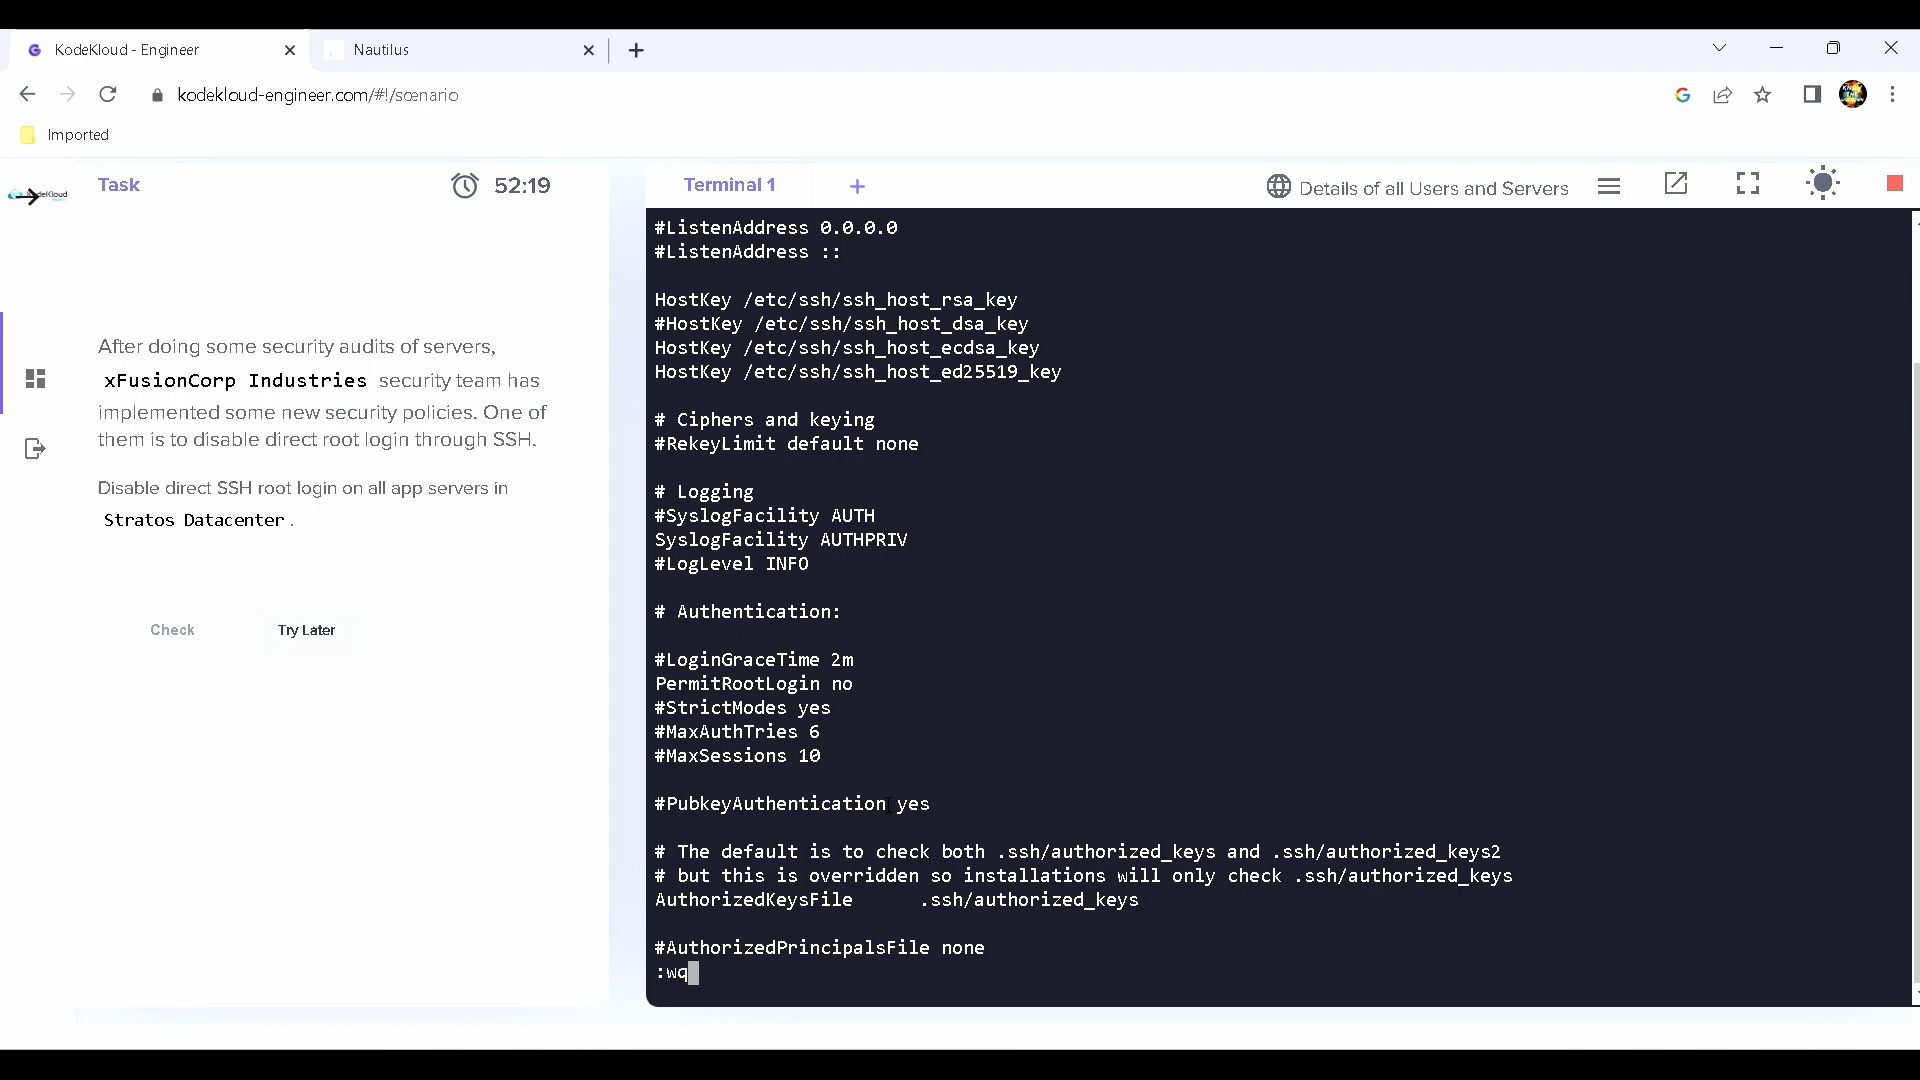 KodeKloud - Engineer
Nautilus
kodekloud-engineer.com/#!/scenario
Imported
Task
52:19
Terminal 1
Details of all Users and Servers
After doing some security audits of servers,
xFusionCorp Industries security team has
implemented some new security policies. One of
them is to disable direct root login through SSH.
Disable direct SSH root login on all app servers in
Stratos Datacenter.
Check
Try Later
#ListenAddress 0.0.0.0
#ListenAddress ::
HostKey /etc/ssh/ssh_host_rsa_key
#HostKey /etc/ssh/ssh_host_dsa_key
HostKey /etc/ssh/ssh_host_ecdsa_key
HostKey /etc/ssh/ssh_host_ed25519_key
# Ciphers and keying
#RekeyLimit default none
# Logging
#SyslogFacility AUTH
SyslogFacility AUTHPRIV
#LogLevel INFO
# Authentication:
#LoginGraceTime 2m
PermitRootLogin no
#StrictModes yes
#MaxAuthTries 6
#MaxSessions 10
#PubkeyAuthentication yes
# The default is to check both .ssh/authorized_keys and .ssh/authorized_keys2
# but this is overridden so installations will only check .ssh/authorized_keys
AuthorizedKeysFile .ssh/authorized_keys
#AuthorizedPrincipalsFile none
:wq